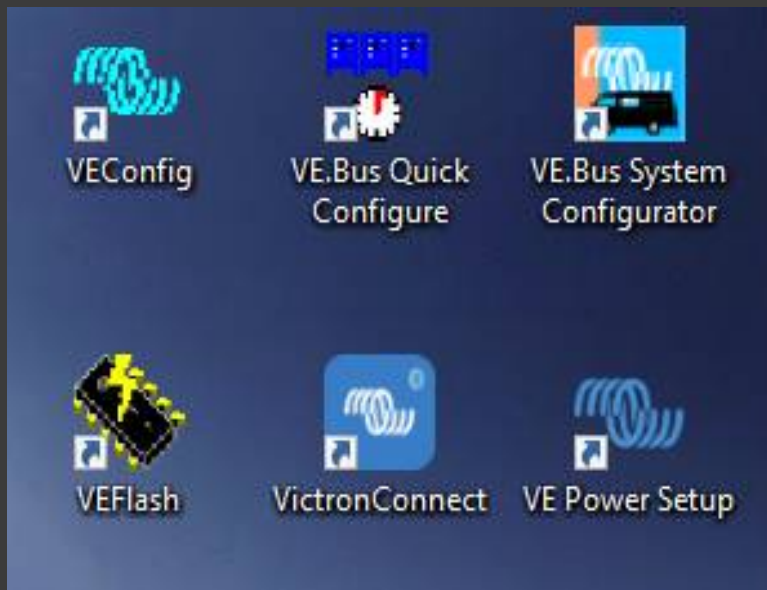 VEConfig
VE.Bus Quick
Configure
VE.Bus System
Configurator
VEFlash
VictronConnect
VE Power Setup